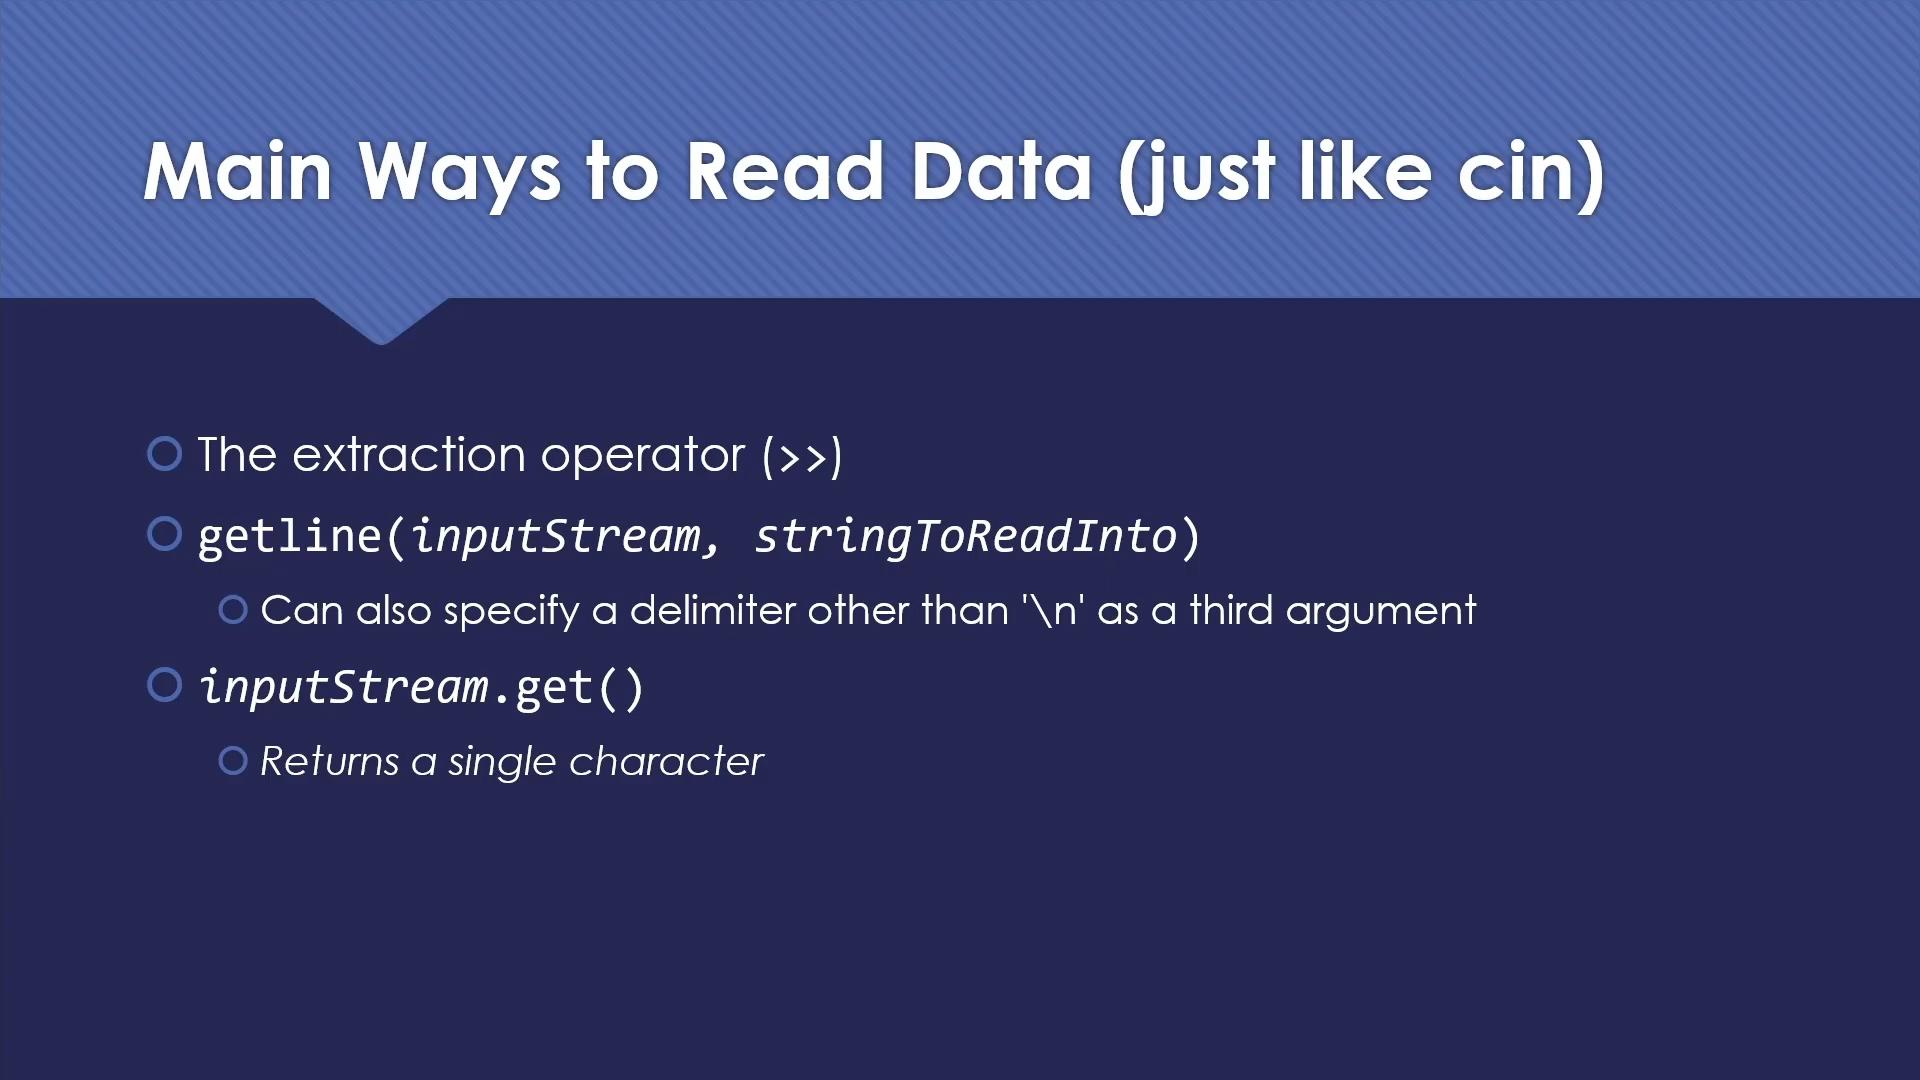 Main Ways to Read Data (just like cin)
The extraction operator (>>)
getline(inputStream, stringToReadInto)
Can also specify a delimiter other than '\n' as a third argument
inputStream.get()
Returns a single character